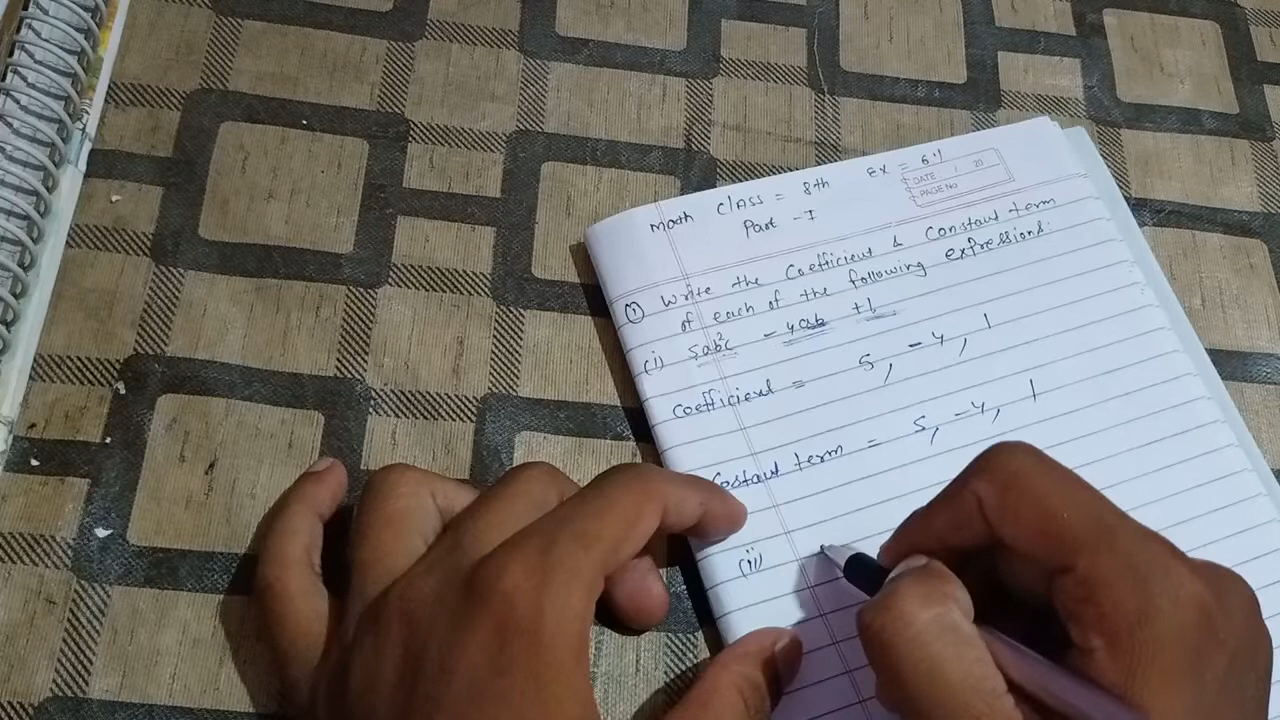 math class = 8th ex = 6.1
DATE / 20
PAGE No
Part - I
① Write the Coefficient & Constant term
of each of the following expressions:
(i) 5ab²c - 4ab + 1
Coefficient = 5, -4, 1
Costant term = 5, -4, 1
(ii)